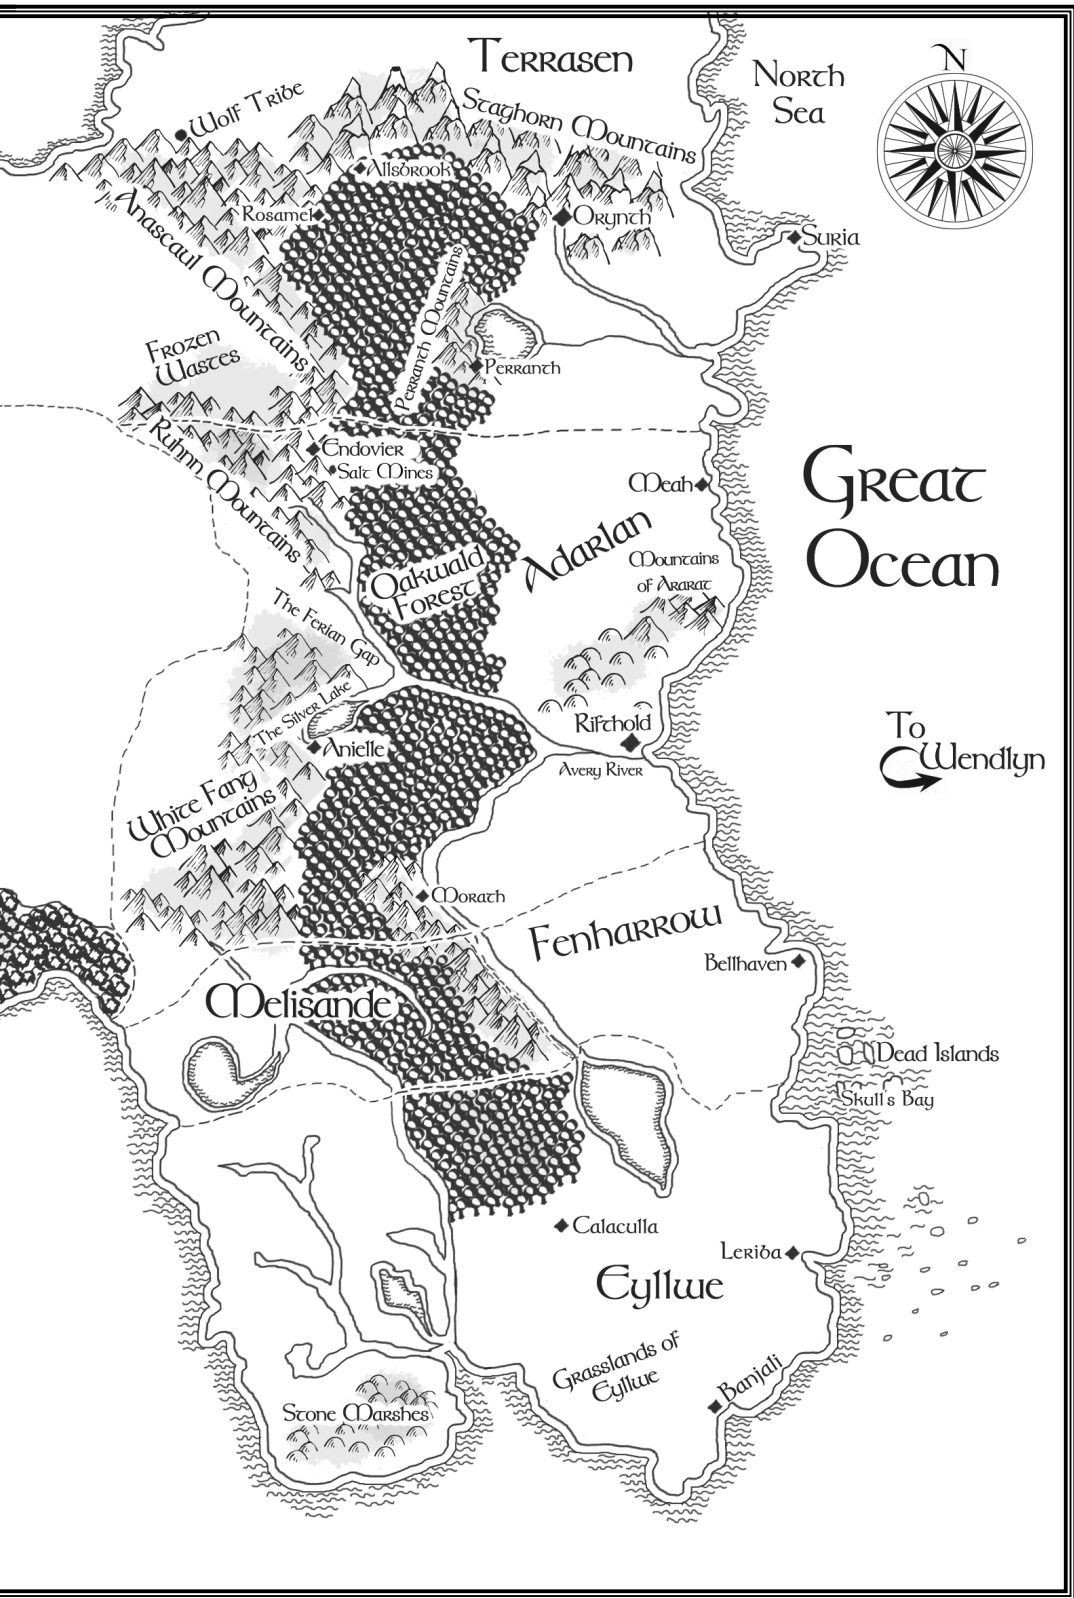 Terrasen
North
Sea
N
Staghorn Mountains
Wolf Tribe
Allsbrook
Rosamel
Orynth
Suria
Anascaul Mountains
Perranth Mountains
Frozen
Wastes
Perranth
Endovier
Salt Mines
Ruhnn Mountains
Meah
Great
Ocean
Adarlan
Oakwald
Forest
Mountains
of Ararat
The Ferian Gap
The Silver Lake
Anielle
Rifthold
Avery River
To
Wendlyn
White Fang
Mountains
Morath
Fenharrow
Bellhaven
Melisande
Dead Islands
Skull's Bay
Calaculla
Leriba
Eyllwe
Grasslands of
Eyllwe
Banjali
Stone Marshes